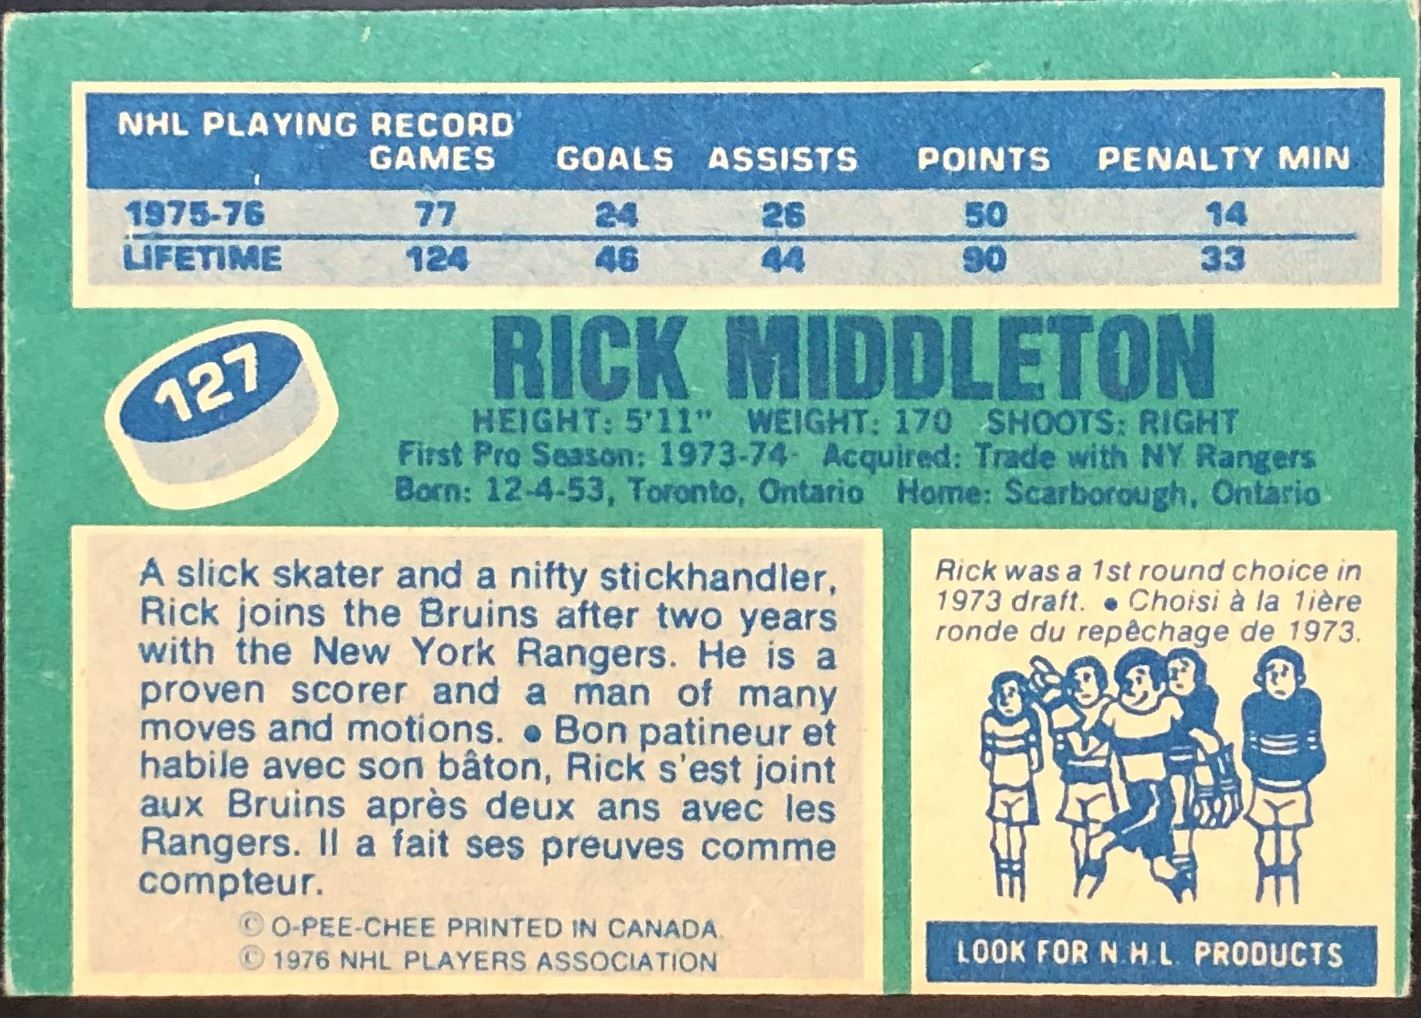 NHL PLAYING RECORD
GAMES GOALS ASSISTS POINTS PENALTY MIN
1975-76 77 24 26 50 14
LIFETIME 124 46 44 90 33
127
RICK MIDDLETON
HEIGHT: 5'11" WEIGHT: 170 SHOOTS: RIGHT
First Pro Season: 1973-74 Acquired: Trade with NY Rangers
Born: 12-4-53, Toronto, Ontario Home: Scarborough, Ontario
A slick skater and a nifty stickhandler,
Rick joins the Bruins after two years
with the New York Rangers. He is a
proven scorer and a man of many
moves and motions. • Bon patineur et
habile avec son bâton, Rick s'est joint
aux Bruins après deux ans avec les
Rangers. Il a fait ses preuves comme
compteur.
© O-PEE-CHEE PRINTED IN CANADA
© 1976 NHL PLAYERS ASSOCIATION
Rick was a 1st round choice in
1973 draft. • Choisi à la 1ière
ronde du repêchage de 1973.
LOOK FOR N.H.L. PRODUCTS